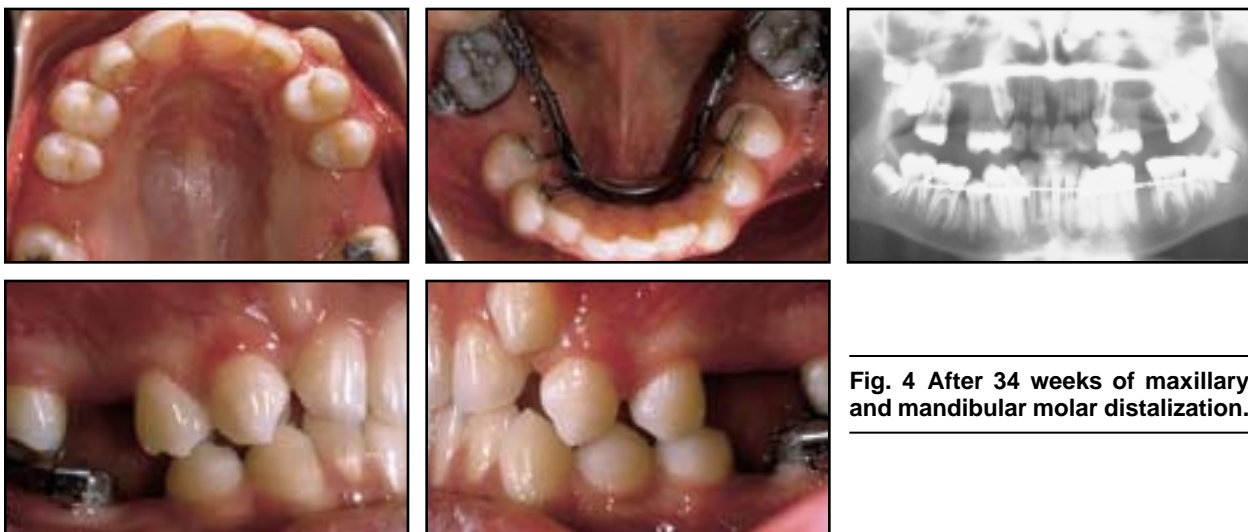 Fig. 4 After 34 weeks of maxillary
and mandibular molar distalization.